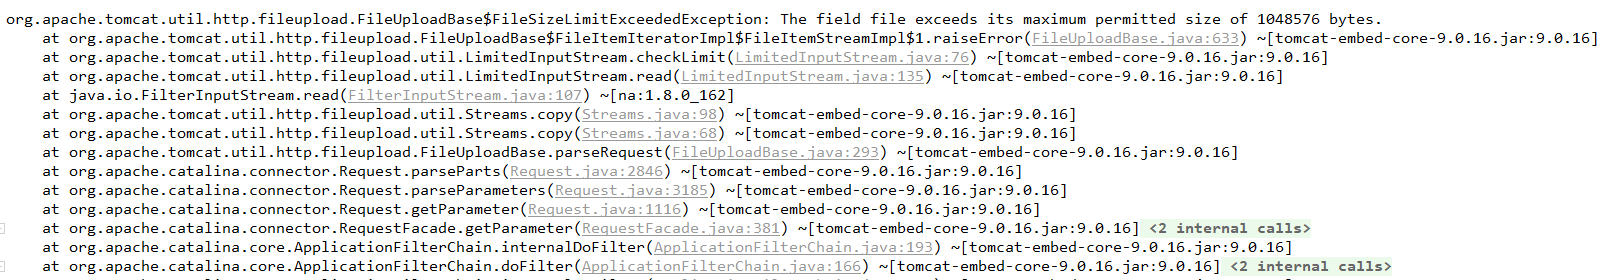 org.apache.tomcat.util.http.fileupload.FileUploadBase$FileSizeLimitExceededException: The field file exceeds its maximum permitted size of 1048576 bytes.
at org.apache.tomcat.util.http.fileupload.FileUploadBase$FileItemIteratorImpl$FileItemStreamImpl$1.raiseError(FileUploadBase.java:633) ~[tomcat-embed-core-9.0.16.jar:9.0.16]
at org.apache.tomcat.util.http.fileupload.util.LimitedInputStream.checkLimit(LimitedInputStream.java:76) ~[tomcat-embed-core-9.0.16.jar:9.0.16]
at org.apache.tomcat.util.http.fileupload.util.LimitedInputStream.read(LimitedInputStream.java:135) ~[tomcat-embed-core-9.0.16.jar:9.0.16]
at java.io.FilterInputStream.read(FilterInputStream.java:107) ~[na:1.8.0_162]
at org.apache.tomcat.util.http.fileupload.util.Streams.copy(Streams.java:98) ~[tomcat-embed-core-9.0.16.jar:9.0.16]
at org.apache.tomcat.util.http.fileupload.util.Streams.copy(Streams.java:68) ~[tomcat-embed-core-9.0.16.jar:9.0.16]
at org.apache.tomcat.util.http.fileupload.FileUploadBase.parseRequest(FileUploadBase.java:293) ~[tomcat-embed-core-9.0.16.jar:9.0.16]
at org.apache.catalina.connector.Request.parseParts(Request.java:2846) ~[tomcat-embed-core-9.0.16.jar:9.0.16]
at org.apache.catalina.connector.Request.parseParameters(Request.java:3185) ~[tomcat-embed-core-9.0.16.jar:9.0.16]
at org.apache.catalina.connector.Request.getParameter(Request.java:1116) ~[tomcat-embed-core-9.0.16.jar:9.0.16]
at org.apache.catalina.connector.RequestFacade.getParameter(RequestFacade.java:381) ~[tomcat-embed-core-9.0.16.jar:9.0.16] <2 internal calls>
at org.apache.catalina.core.ApplicationFilterChain.internalDoFilter(ApplicationFilterChain.java:193) ~[tomcat-embed-core-9.0.16.jar:9.0.16]
at org.apache.catalina.core.ApplicationFilterChain.doFilter(ApplicationFilterChain.java:166) ~[tomcat-embed-core-9.0.16.jar:9.0.16] <2 internal calls>